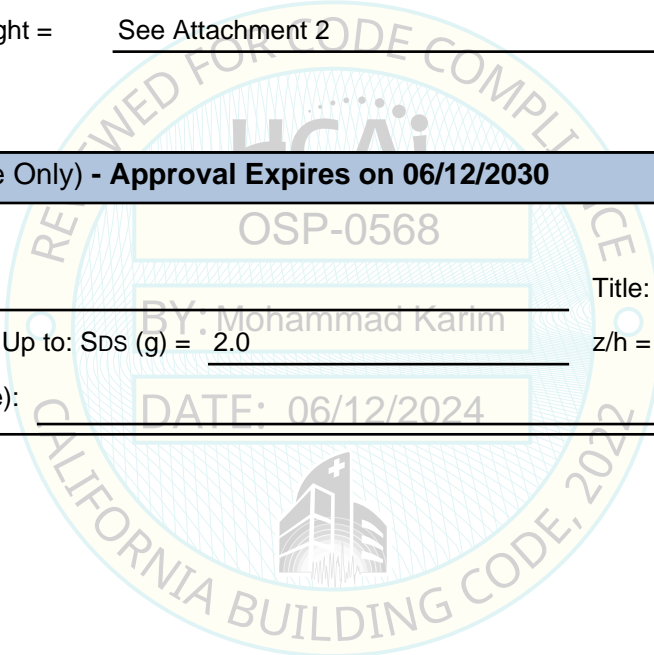 ght = See Attachment 2
REVIEWED FOR CODE COMPLIANCE
HCAi
e Only) - Approval Expires on 06/12/2030
OSP-0568
Title:
BY: Mohammad Karim
Up to: SDS (g) = 2.0 z/h =
e):
DATE: 06/12/2024
CALIFORNIA BUILDING CODE, 2022